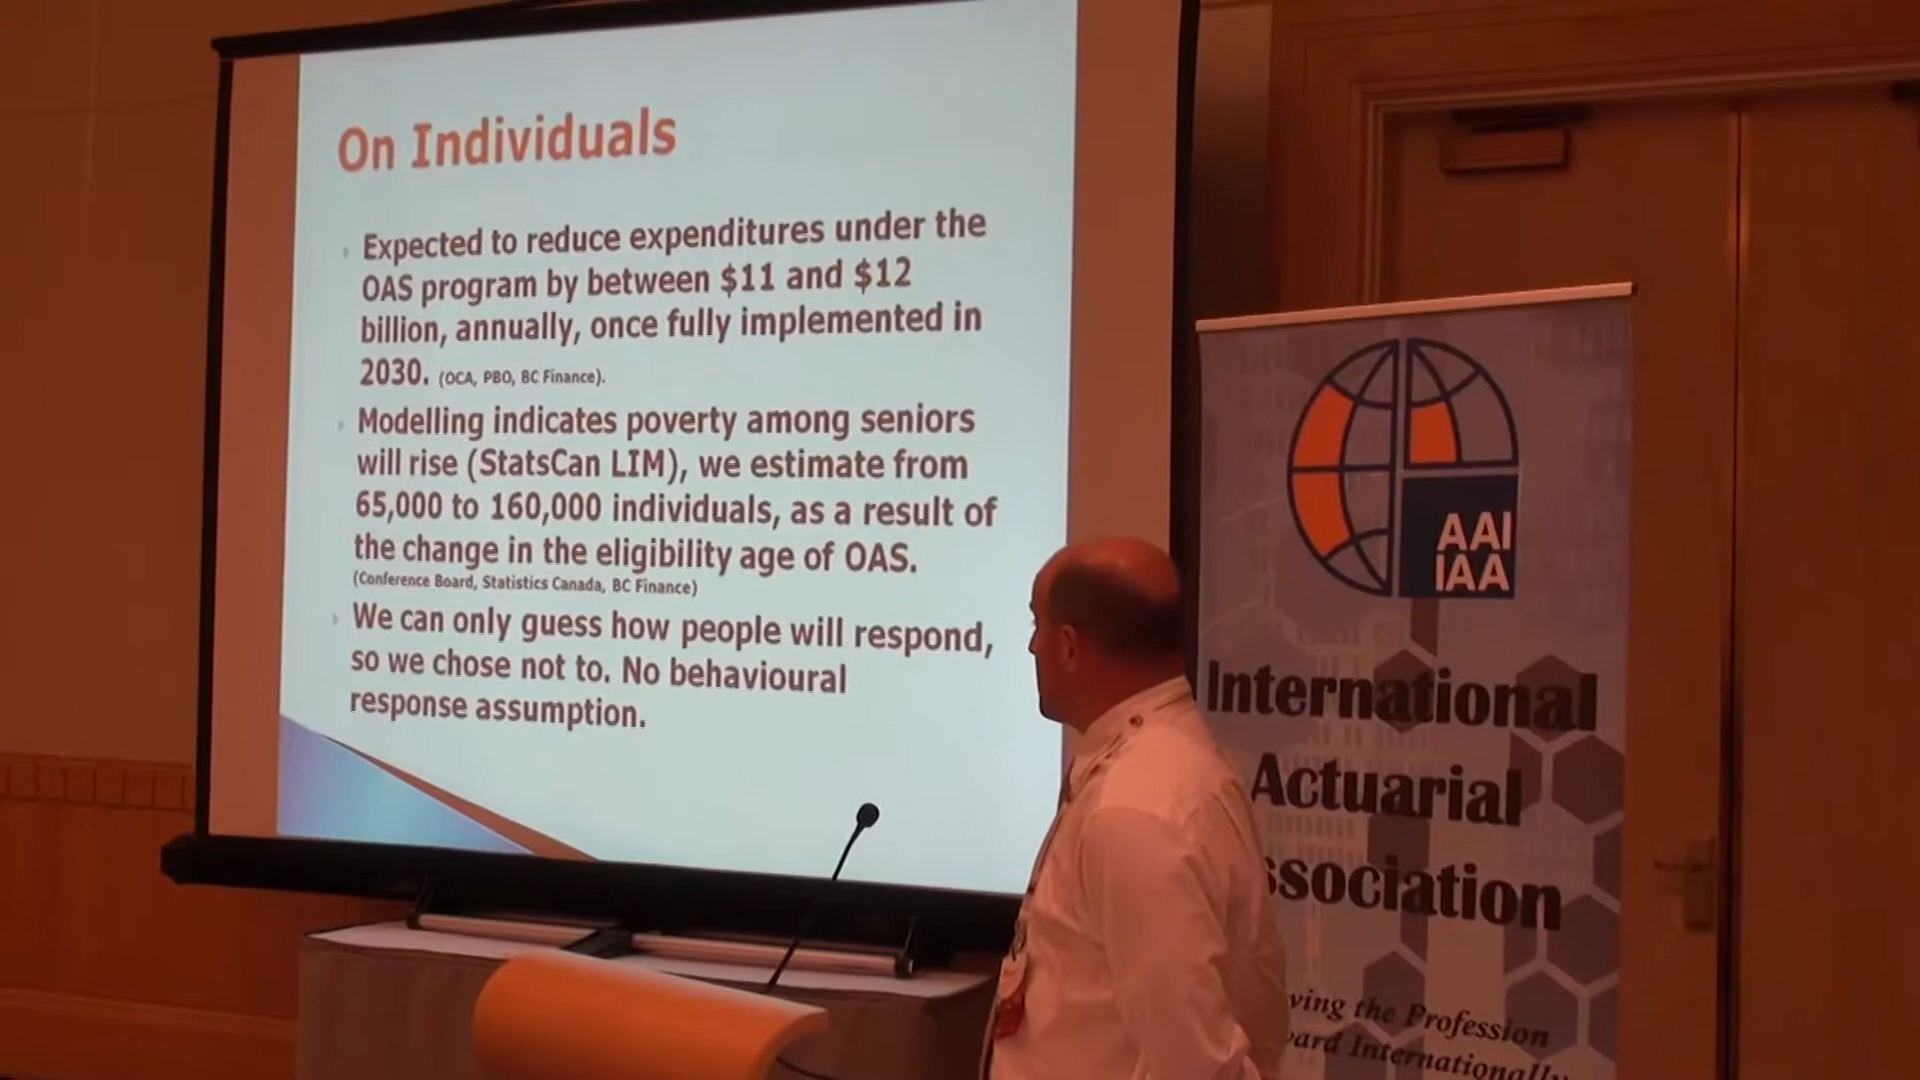 On Individuals
Expected to reduce expenditures under the
OAS program by between $11 and $12
billion, annually, once fully implemented in
2030. (OCA, PBO, BC Finance).
Modelling indicates poverty among seniors
will rise (StatsCan LIM), we estimate from
65,000 to 160,000 individuals, as a result of
the change in the eligibility age of OAS.
(Conference Board, Statistics Canada, BC Finance)
We can only guess how people will respond,
so we chose not to. No behavioural
response assumption.
AAI
IAA
International
Actuarial
ssociation
ving the Profession
ard Internationally